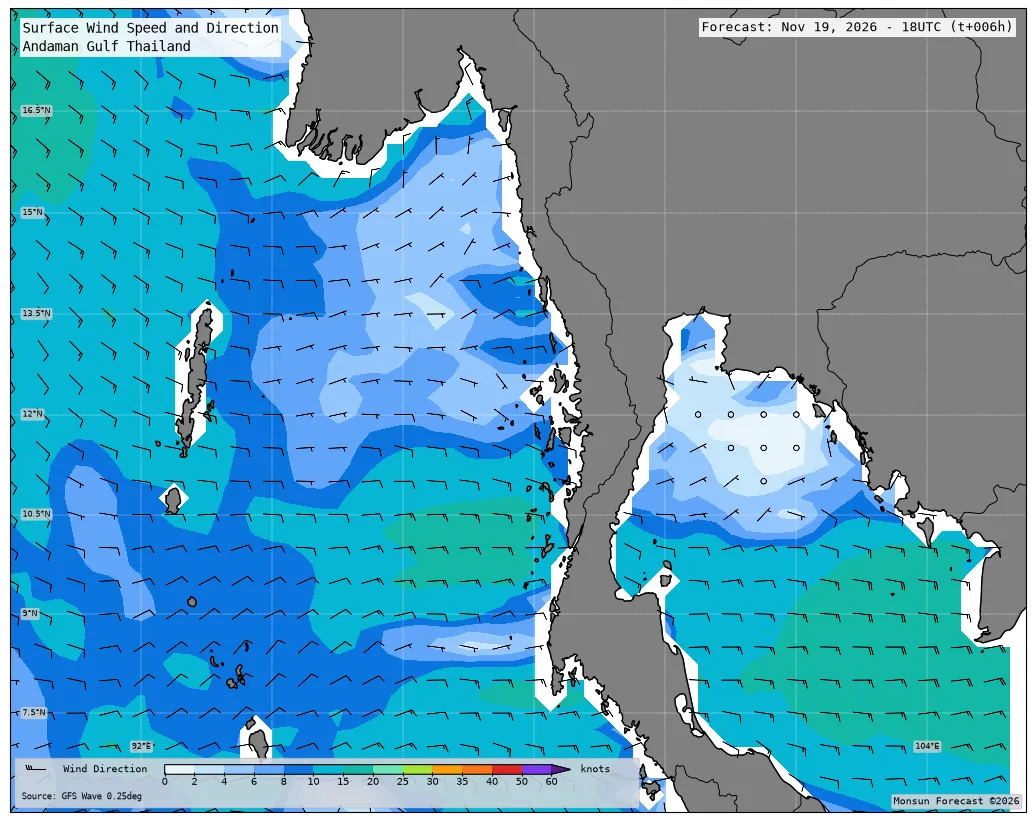 Surface Wind Speed and Direction
Andaman Gulf Thailand
Forecast: Nov 19, 2026 - 18UTC (t+006h)
16.5°N
15°N
13.5°N
12°N
10.5°N
9°N
7.5°N
92°E
104°E
Wind Direction
0 2 4 6 8 10 15 20 25 30 35 40 50 60
knots
Source: GFS Wave 0.25deg
Monsun Forecast ©2026